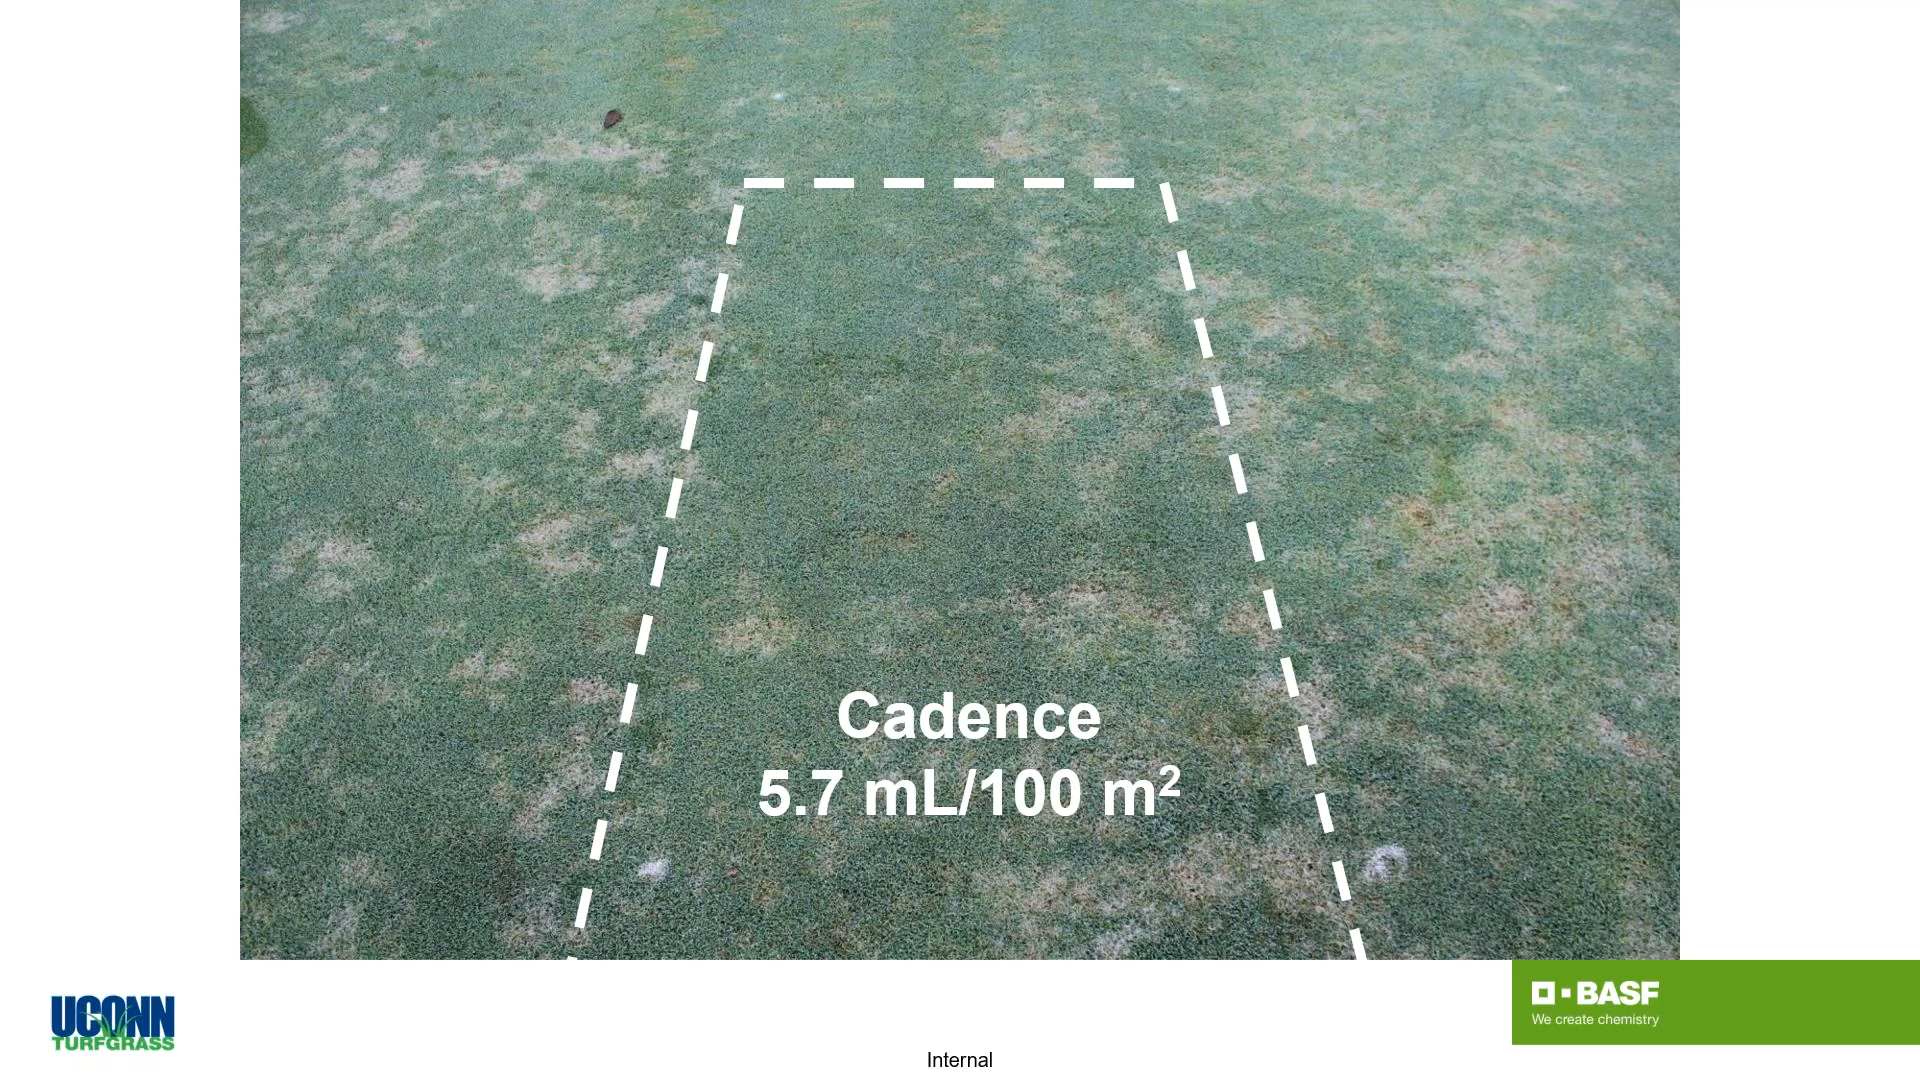 Cadence
5.7 mL/100 m²
UCONN
TURFGRASS
BASF
We create chemistry
Internal